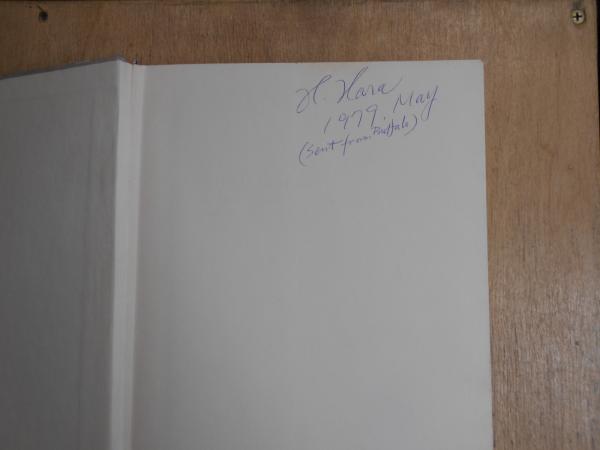 H. Hara
1979. May
(Sent from Buffalo)